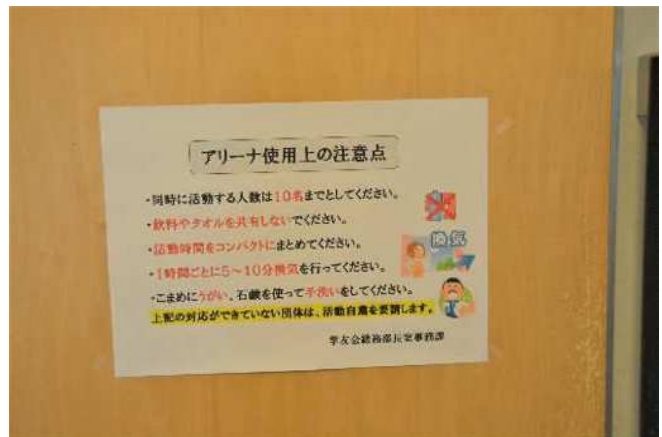 アリーナ使用上の注意点
・同時に活動する人数は10名までとしてください。
・飲料やタオルを共有しないでください。
・活動時間をコンパクトにまとめてください。
・1時間ごとに5~10分換気を行ってください。
・こまめにうがい、石鹸を使って手洗いをしてください。
上記の対応ができていない団体は、活動自粛を要請します。
換気
学友会総務部長室事務課